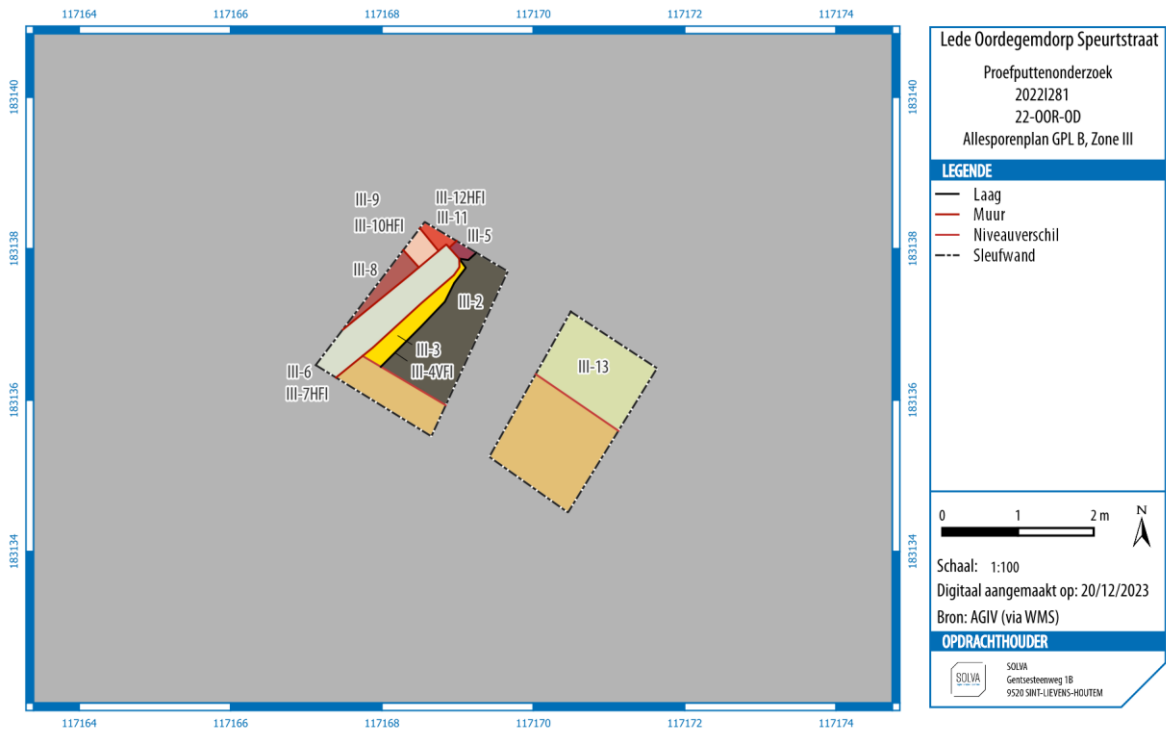 117164 117166 117168 117170 117172 117174
183140 183140
183138 183138
183136 183136
183134 183134
III-9
III-12HFI
III-11
III-10HFI
III-5
III-8
III-2
III-3
III-4VFI
III-6
III-7HFI
III-13
117164 117166 117168 117170 117172 117174
Lede Oordegemdorp Speurtstraat
Proefputtenonderzoek
2022I281
22-OOR-OD
Allesporenplan GPL B, Zone III
LEGENDE
Laag
Muur
Niveauverschil
Sleufwand
0 1 2 m
N
Schaal: 1:100
Digitaal aangemaakt op: 20/12/2023
Bron: AGIV (via WMS)
OPDRACHTHOUDER
SOLVA
SOLVA
Gentsesteenweg 1B
9520 SINT-LIEVENS-HOUTEM